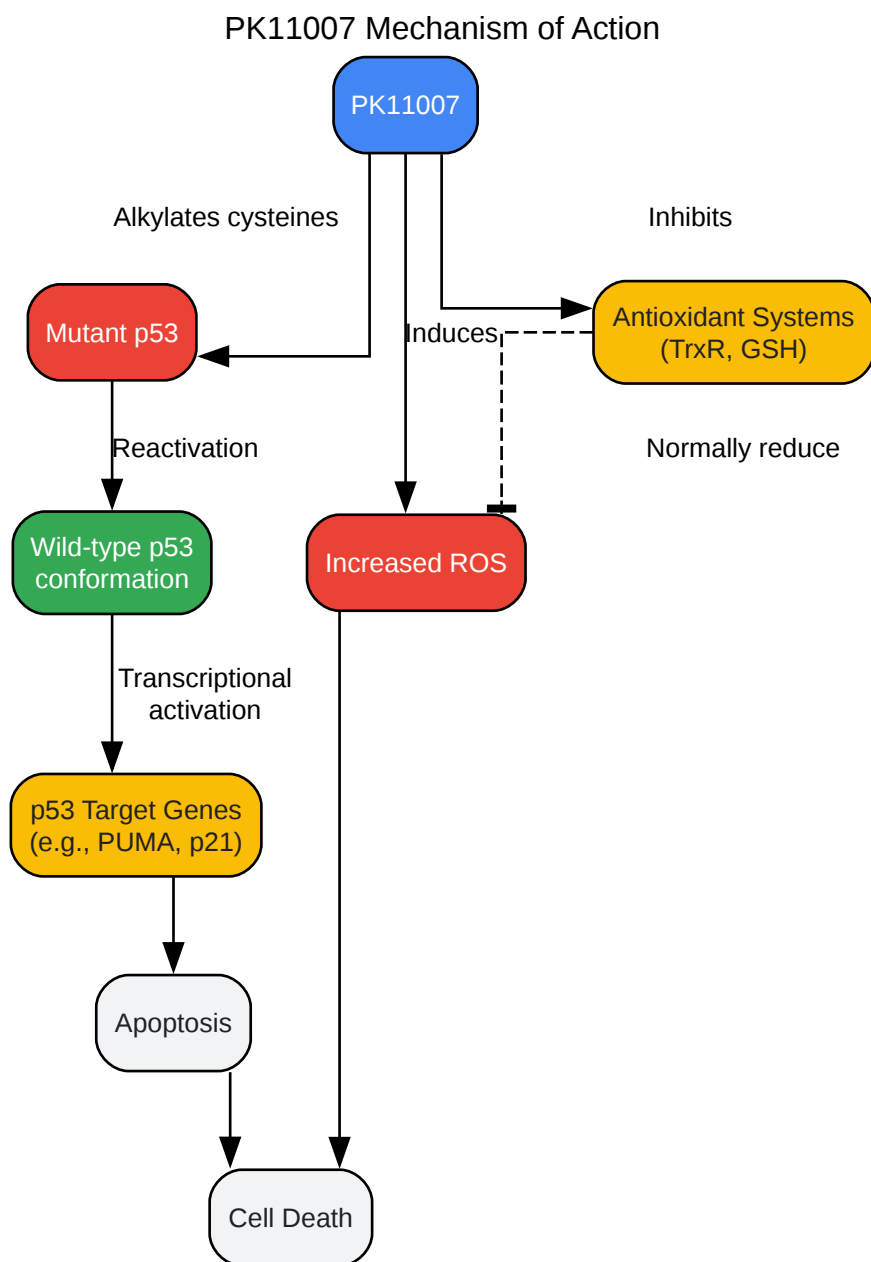 PK11007 Mechanism of Action
PK11007
Alkylates cysteines
Inhibits
Mutant p53
Induces
Antioxidant Systems
(TrxR, GSH)
Reactivation
Normally reduce
Wild-type p53
conformation
Increased ROS
Transcriptional
activation
p53 Target Genes
(e.g., PUMA, p21)
Apoptosis
Cell Death